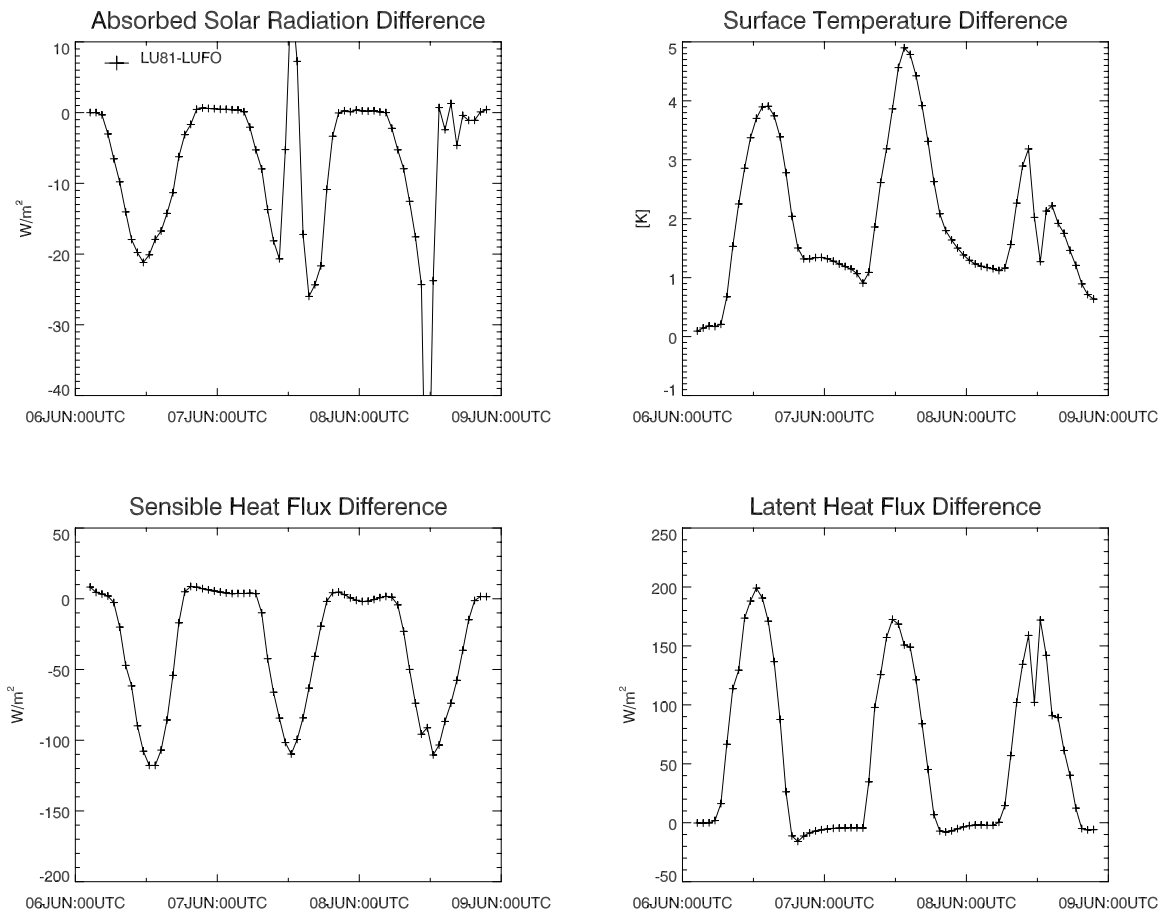 Absorbed Solar Radiation Difference
10
0
-10
-20
-30
-40
W/m²
LU81-LUFO
06JUN:00UTC 07JUN:00UTC 08JUN:00UTC 09JUN:00UTC
Surface Temperature Difference
5
4
3
2
1
0
-1
[K]
06JUN:00UTC 07JUN:00UTC 08JUN:00UTC 09JUN:00UTC
Sensible Heat Flux Difference
50
0
-50
-100
-150
-200
W/m²
06JUN:00UTC 07JUN:00UTC 08JUN:00UTC 09JUN:00UTC
Latent Heat Flux Difference
250
200
150
100
50
0
-50
W/m²
06JUN:00UTC 07JUN:00UTC 08JUN:00UTC 09JUN:00UTC